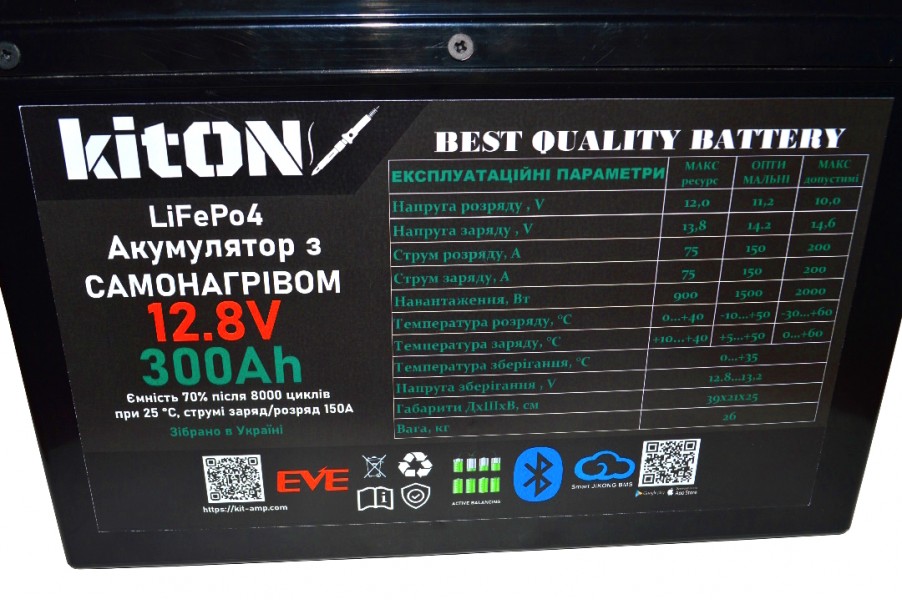 kitON
LiFePo4
Акумулятор з
САМОНАГРІВОМ
12.8V
300Ah
Ємність 70% після 8000 циклів
при 25 °C, струмі заряд/розряд 150А
Зібрано в Україні
BEST QUALITY BATTERY
ЕКСПЛУАТАЦІЙНІ ПАРАМЕТРИ МАКС ресурс ОПТИ МАЛЬНІ МАКС допустимі
Напруга розряду , V 12,0 11,2 10,0
Напруга заряду , V 13,8 14.2 14,6
Струм розряду, А 75 150 200
Струм заряду, А 75 150 200
Навантаження, Вт 900 1500 2000
Температура розряду, °C 0...+40 -10...+50 -30...+60
Температура заряду, °C +10...+40 +5...+50 0...+60
Температура зберігання, °C 0...+35
Напруга зберігання , V 12.8...13,2
Габарити ДхШхВ, см 39x21x25
Вага, кг 26
https://kit-amp.com
EVE
ACTIVE BALANCING
Smart JIKONG BMS
Google play App Store